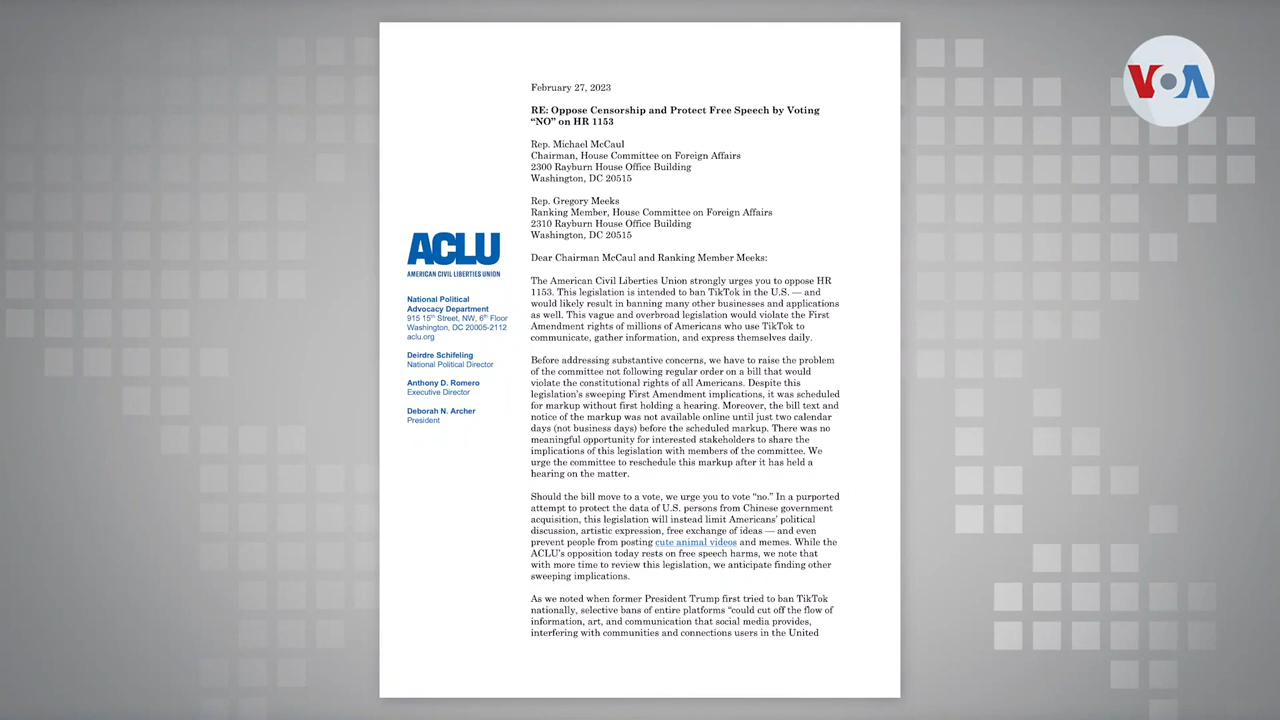 VOA
February 27, 2023
RE: Oppose Censorship and Protect Free Speech by Voting
“NO” on HR 1153
Rep. Michael McCaul
Chairman, House Committee on Foreign Affairs
2300 Rayburn House Office Building
Washington, DC 20515
Rep. Gregory Meeks
Ranking Member, House Committee on Foreign Affairs
2310 Rayburn House Office Building
Washington, DC 20515
ACLU
AMERICAN CIVIL LIBERTIES UNION
National Political
Advocacy Department
915 15th Street, NW, 6th Floor
Washington, DC 20005-2112
aclu.org
Deirdre Schifeling
National Political Director
Anthony D. Romero
Executive Director
Deborah N. Archer
President
Dear Chairman McCaul and Ranking Member Meeks:
The American Civil Liberties Union strongly urges you to oppose HR
1153. This legislation is intended to ban TikTok in the U.S. — and
would likely result in banning many other businesses and applications
as well. This vague and overbroad legislation would violate the First
Amendment rights of millions of Americans who use TikTok to
communicate, gather information, and express themselves daily.
Before addressing substantive concerns, we have to raise the problem
of the committee not following regular order on a bill that would
violate the constitutional rights of all Americans. Despite this
legislation’s sweeping First Amendment implications, it was scheduled
for markup without first holding a hearing. Moreover, the bill text and
notice of the markup was not available online until just two calendar
days (not business days) before the scheduled markup. There was no
meaningful opportunity for interested stakeholders to share the
implications of this legislation with members of the committee. We
urge the committee to reschedule this markup after it has held a
hearing on the matter.
Should the bill move to a vote, we urge you to vote “no.” In a purported
attempt to protect the data of U.S. persons from Chinese government
acquisition, this legislation will instead limit Americans’ political
discussion, artistic expression, free exchange of ideas — and even
prevent people from posting cute animal videos and memes. While the
ACLU’s opposition today rests on free speech harms, we note that
with more time to review this legislation, we anticipate finding other
sweeping implications.
As we noted when former President Trump first tried to ban TikTok
nationally, selective bans of entire platforms “could cut off the flow of
information, art, and communication that social media provides,
interfering with communities and connections users in the United